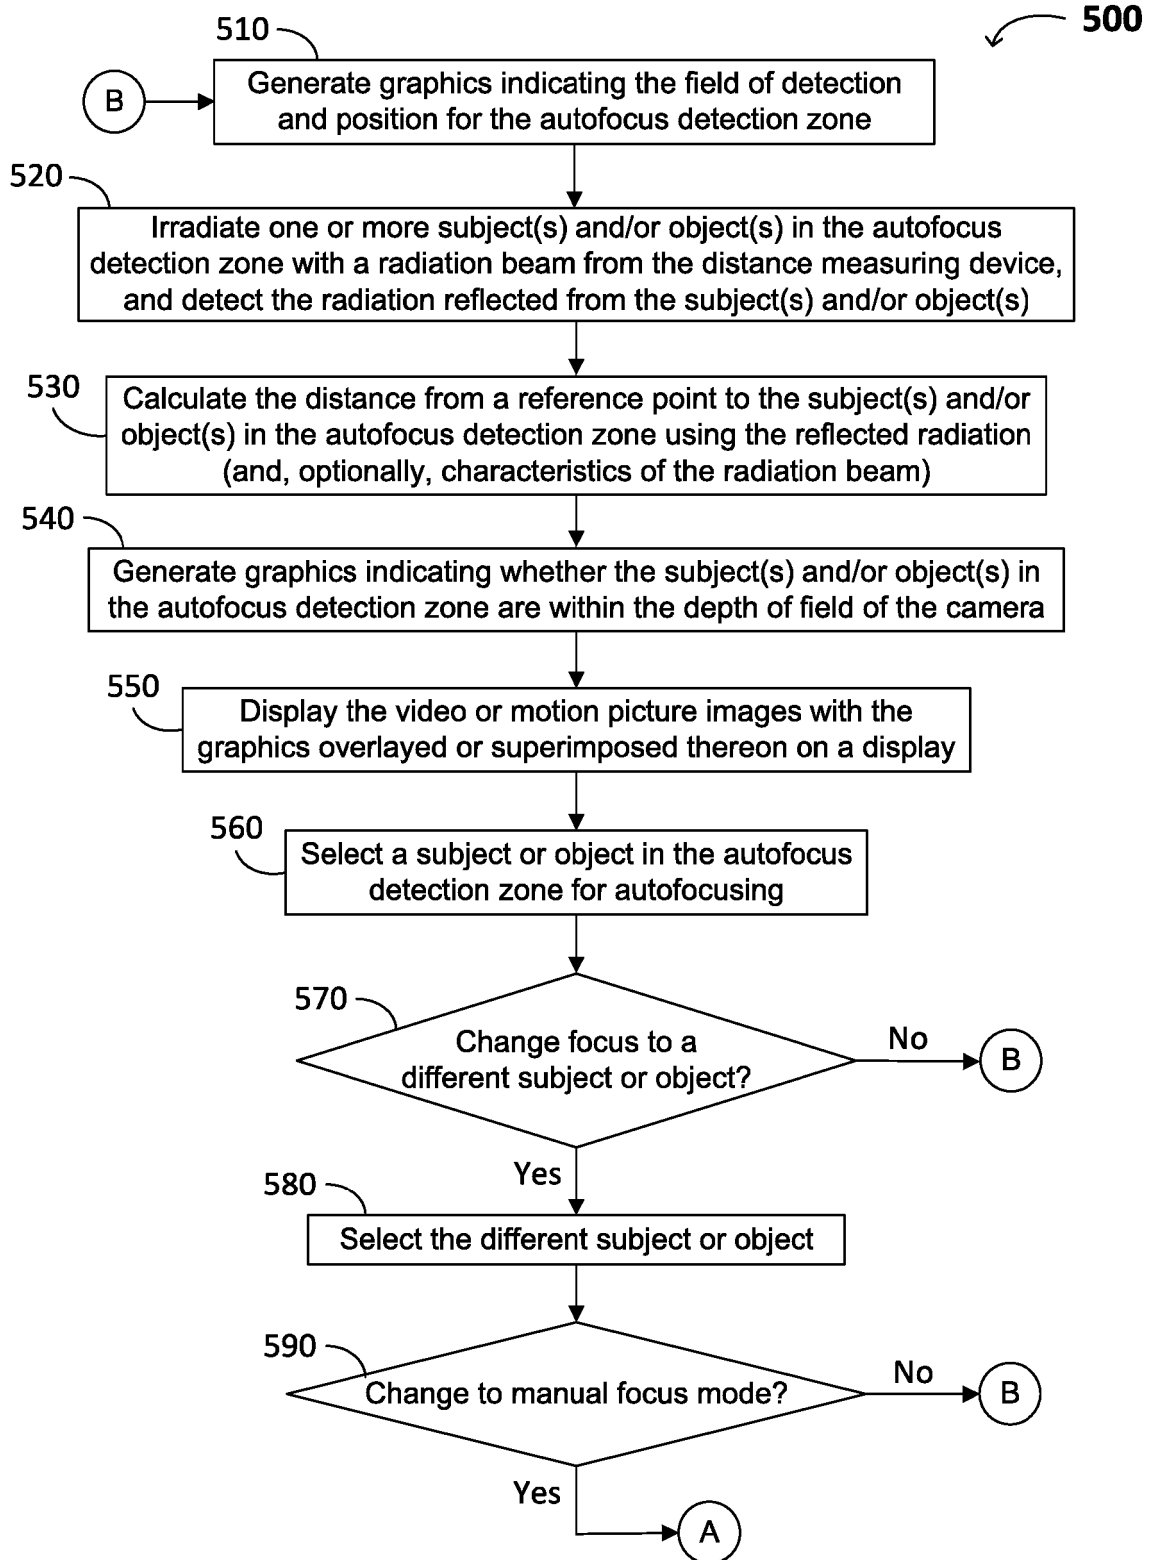 500
510
B
Generate graphics indicating the field of detection
and position for the autofocus detection zone
520
Irradiate one or more subject(s) and/or object(s) in the autofocus
detection zone with a radiation beam from the distance measuring device,
and detect the radiation reflected from the subject(s) and/or object(s)
530
Calculate the distance from a reference point to the subject(s) and/or
object(s) in the autofocus detection zone using the reflected radiation
(and, optionally, characteristics of the radiation beam)
540
Generate graphics indicating whether the subject(s) and/or object(s) in
the autofocus detection zone are within the depth of field of the camera
550
Display the video or motion picture images with the
graphics overlayed or superimposed thereon on a display
560
Select a subject or object in the autofocus
detection zone for autofocusing
570
Change focus to a
different subject or object?
No
B
Yes
580
Select the different subject or object
590
Change to manual focus mode?
No
B
Yes
A